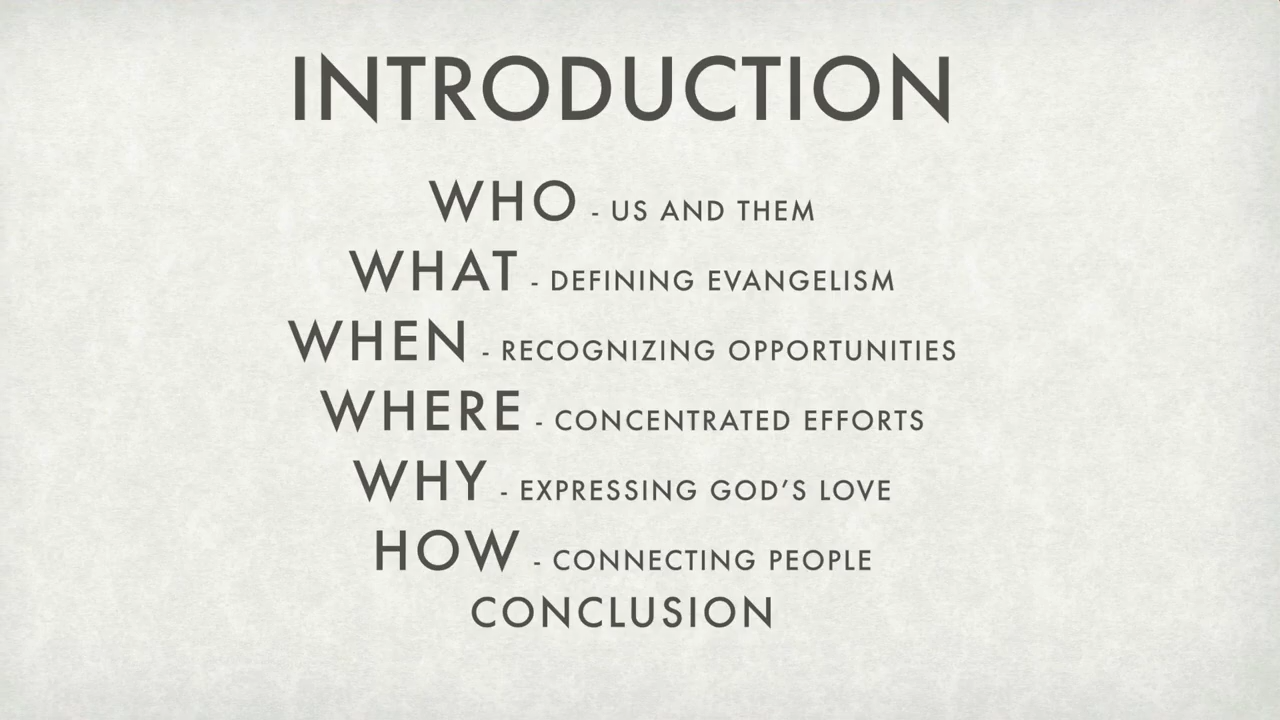 INTRODUCTION
WHO - US AND THEM
WHAT - DEFINING EVANGELISM
WHEN - RECOGNIZING OPPORTUNITIES
WHERE - CONCENTRATED EFFORTS
WHY - EXPRESSING GOD’S LOVE
HOW - CONNECTING PEOPLE
CONCLUSION